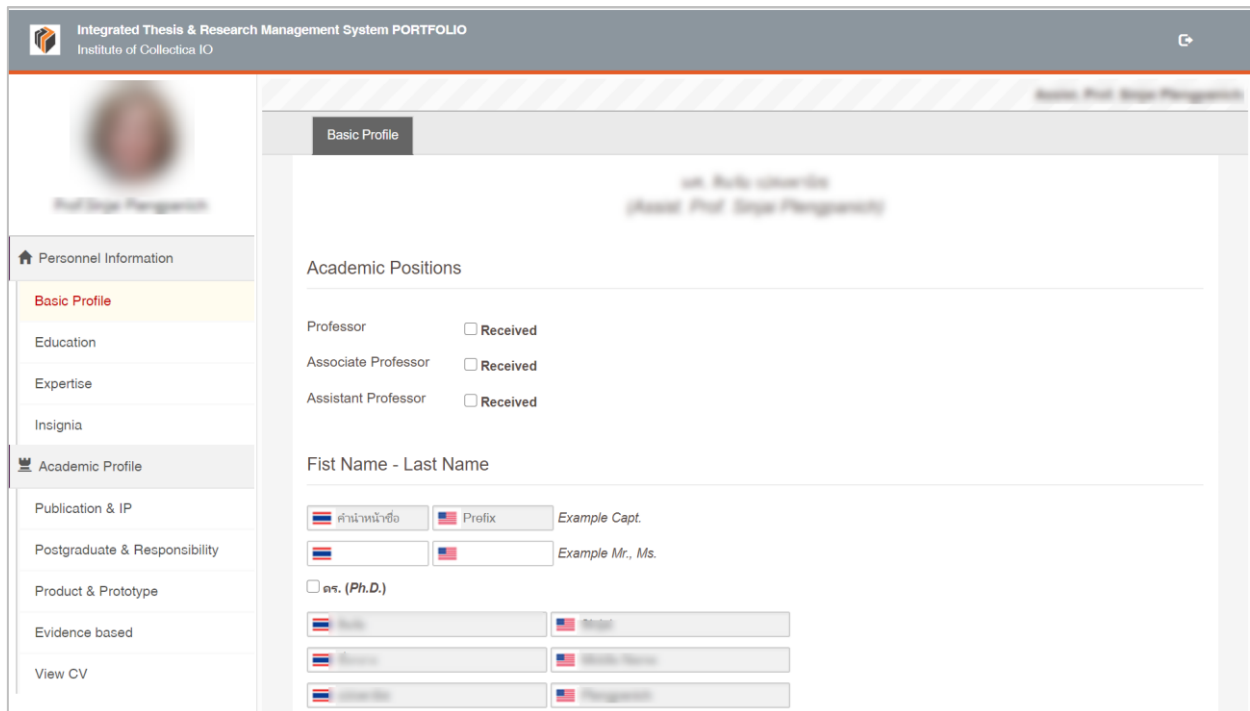 Integrated Thesis & Research Management System PORTFOLIO
Institute of Collectica IO
Personnel Information
Basic Profile
Education
Expertise
Insignia
Academic Profile
Publication & IP
Postgraduate & Responsibility
Product & Prototype
Evidence based
View CV
Basic Profile
Academic Positions
Professor Received
Associate Professor Received
Assistant Professor Received
Fist Name - Last Name
คำนำหน้าชื่อ Prefix Example Capt.
Example Mr., Ms.
ดร. (Ph.D.)